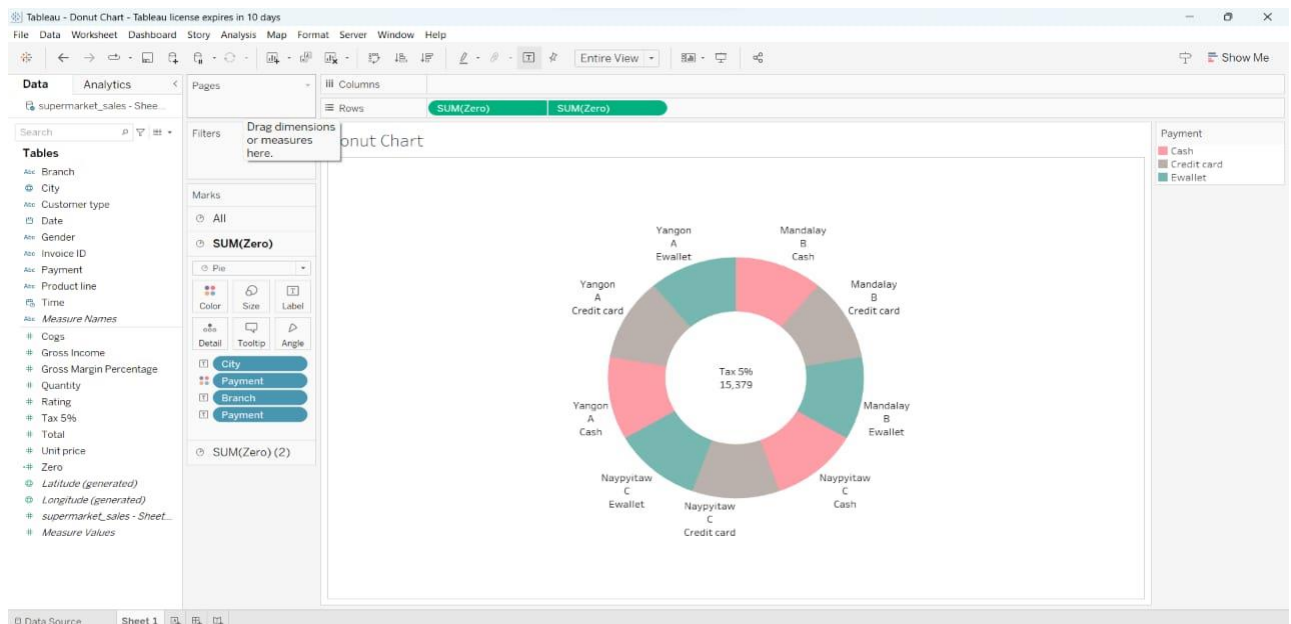 Tableau - Donut Chart - Tableau license expires in 10 days
File Data Worksheet Dashboard Story Analysis Map Format Server Window Help
Entire View
Show Me
Data Analytics
supermarket_sales - Shee...
Search
Tables
Abc Branch
City
Abc Customer type
Date
Abc Gender
Abc Invoice ID
Abc Payment
Abc Product line
Time
Abc Measure Names
# Cogs
# Gross Income
# Gross Margin Percentage
# Quantity
# Rating
# Tax 5%
# Total
# Unit price
# Zero
Latitude (generated)
Longitude (generated)
# supermarket_sales - Sheet...
# Measure Values
Pages
Filters
Drag dimensions
or measures
here.
Marks
All
SUM(Zero)
Pie
Color Size Label
Detail Tooltip Angle
City
Payment
Branch
Payment
SUM(Zero) (2)
Columns
Rows SUM(Zero) SUM(Zero)
onut Chart
Yangon
A
Ewallet
Mandalay
B
Cash
Yangon
A
Credit card
Mandalay
B
Credit card
Tax 5%
15,379
Yangon
A
Cash
Mandalay
B
Ewallet
Naypyitaw
C
Ewallet
Naypyitaw
C
Credit card
Naypyitaw
C
Cash
Payment
Cash
Credit card
Ewallet
Data Source Sheet 1